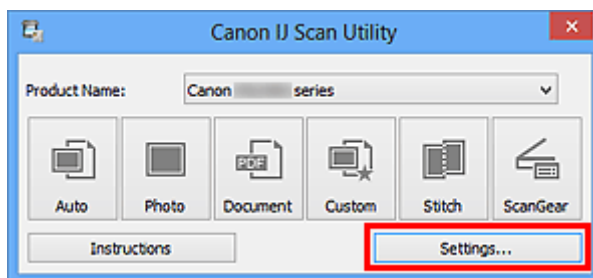 Canon IJ Scan Utility
Product Name: Canon series
PDF
Auto Photo Document Custom Stitch ScanGear
Instructions Settings...